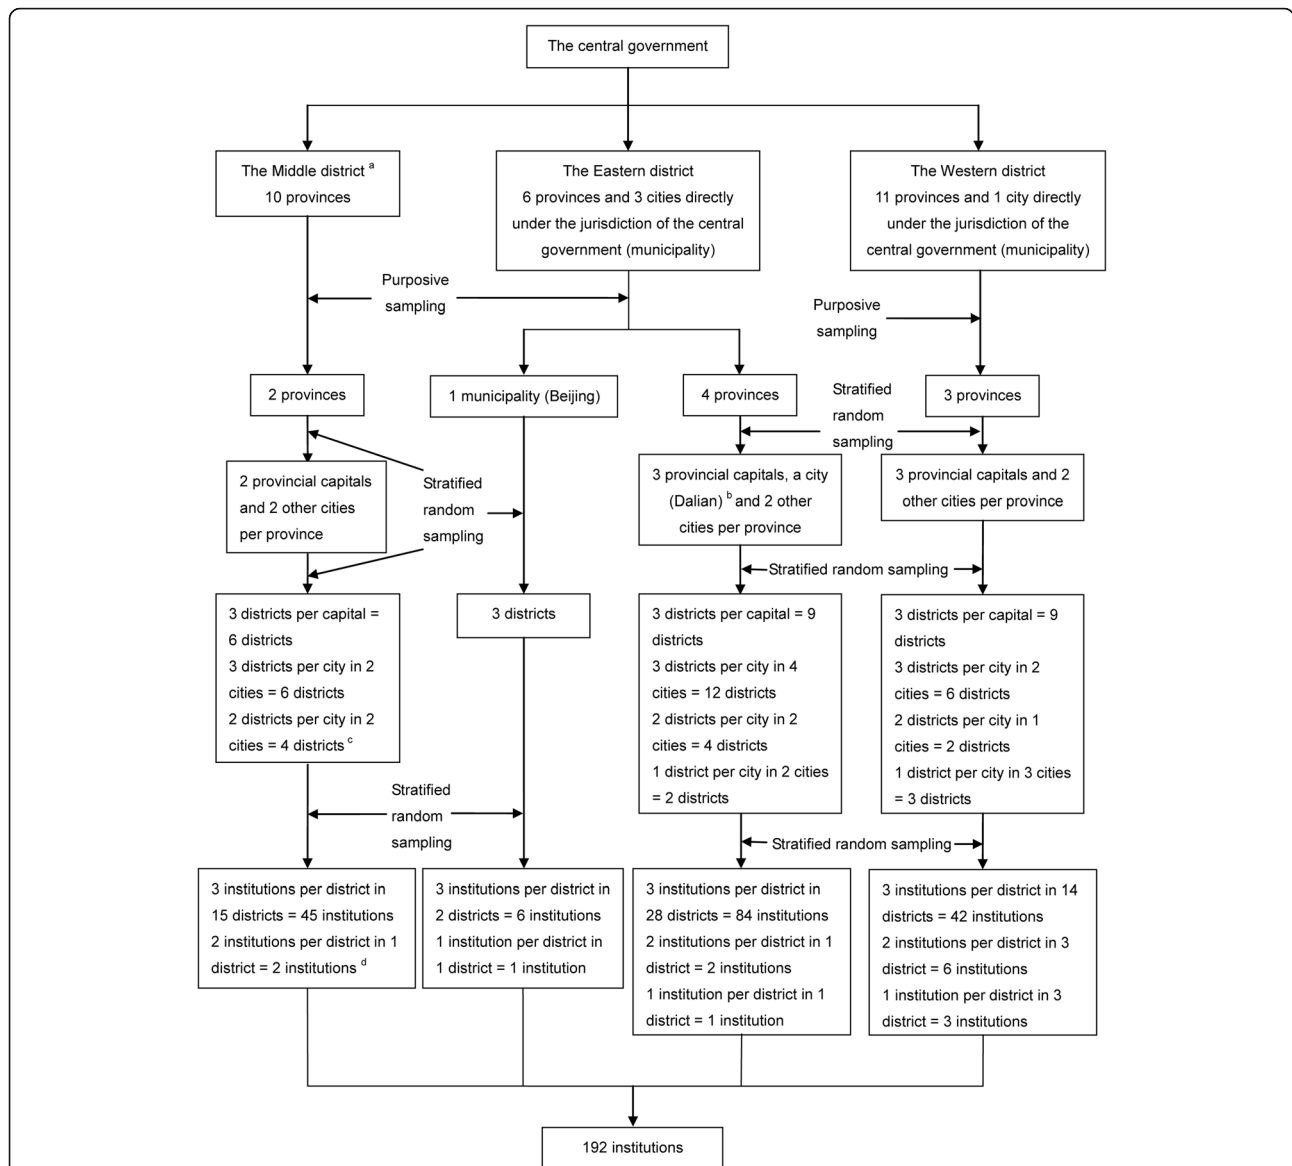 The central government
The Middle district a
10 provinces
The Eastern district
6 provinces and 3 cities directly
under the jurisdiction of the central
government (municipality)
The Western district
11 provinces and 1 city directly
under the jurisdiction of the
central government (municipality)
Purposive
sampling
Purposive
sampling
2 provinces
1 municipality (Beijing)
4 provinces
3 provinces
Stratified
random
sampling
2 provincial capitals
and 2 other cities
per province
Stratified
random
sampling
3 provincial capitals, a city
(Dalian) b and 2 other
cities per province
3 provincial capitals and 2
other cities per province
Stratified random sampling
3 districts per capital =
6 districts
3 districts per city in 2
cities = 6 districts
2 districts per city in 2
cities = 4 districts c
3 districts
3 districts per capital = 9
districts
3 districts per city in 4
cities = 12 districts
2 districts per city in 2
cities = 4 districts
1 district per city in 2 cities
= 2 districts
3 districts per capital = 9
districts
3 districts per city in 2
cities = 6 districts
2 districts per city in 1
cities = 2 districts
1 district per city in 3 cities
= 3 districts
Stratified
random
sampling
Stratified random sampling
3 institutions per district in
15 districts = 45 institutions
2 institutions per district in 1
district = 2 institutions d
3 institutions per district in
2 districts = 6 institutions
1 institution per district in
1 district = 1 institution
3 institutions per district in
28 districts = 84 institutions
2 institutions per district in 1
district = 2 institutions
1 institution per district in 1
district = 1 institution
3 institutions per district in 14
districts = 42 institutions
2 institutions per district in 3
district = 6 institutions
1 institution per district in 3
district = 3 institutions
192 institutions